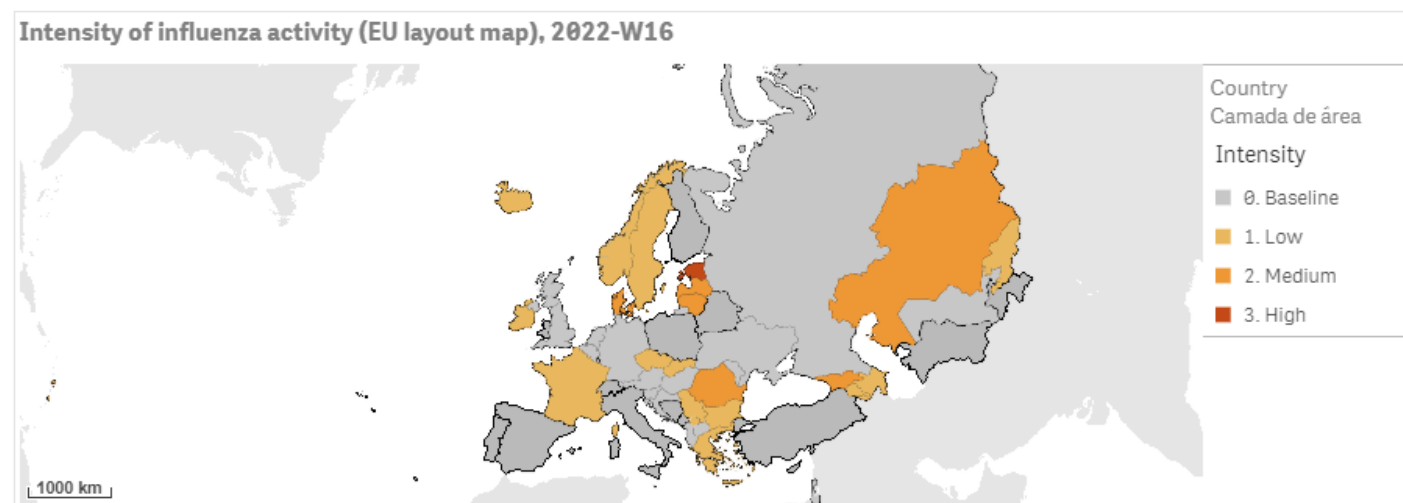 Intensity of influenza activity (EU layout map), 2022-W16
Country
Camada de área
Intensity
0. Baseline
1. Low
2. Medium
3. High
1000 km